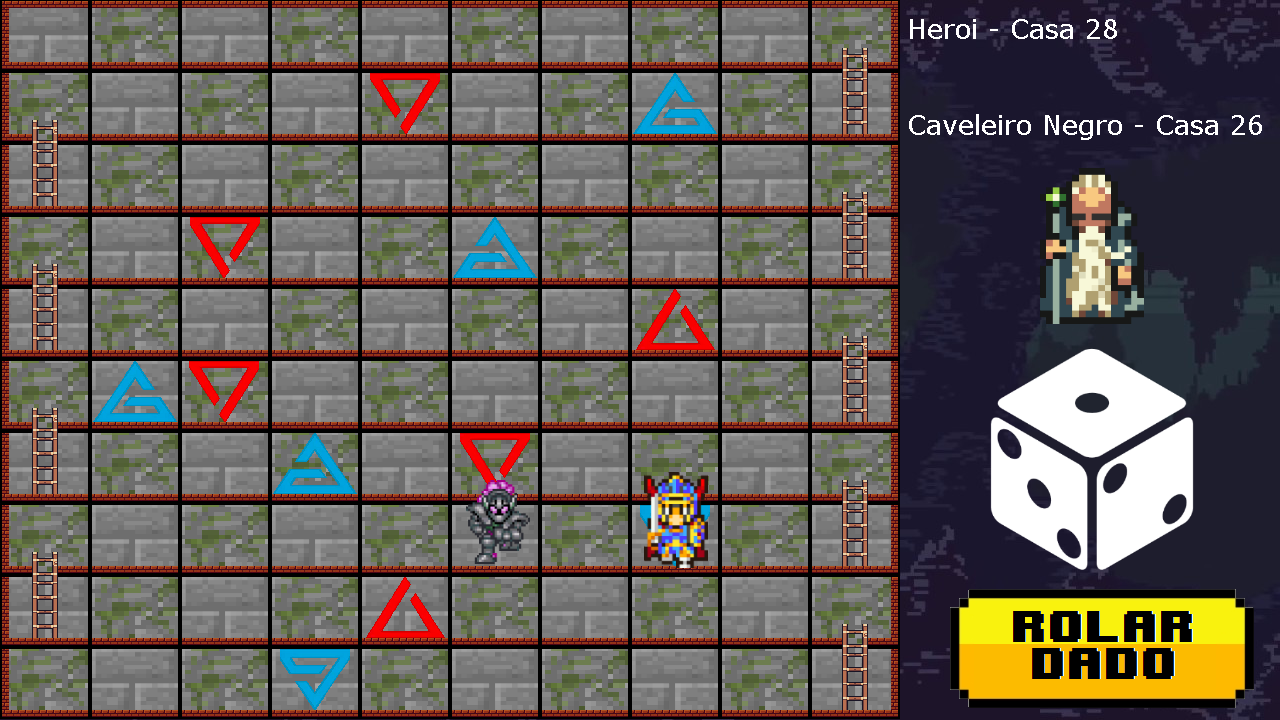 Heroi - Casa 28
Caveleiro Negro - Casa 26
ROLAR
DADO